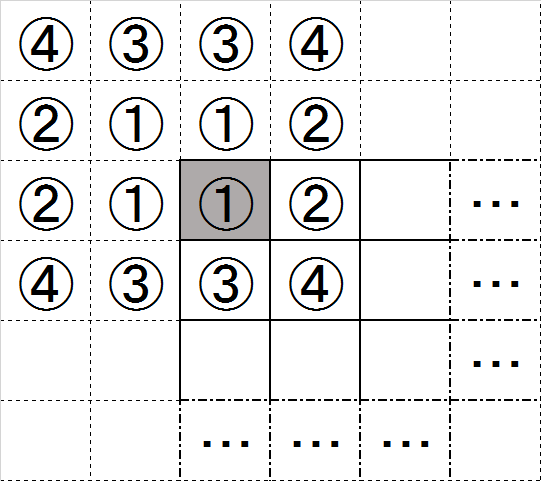 ④ ③ ③ ④
② ① ① ②
② ① ① ② ...
④ ③ ③ ④ ...
...
... ... ...